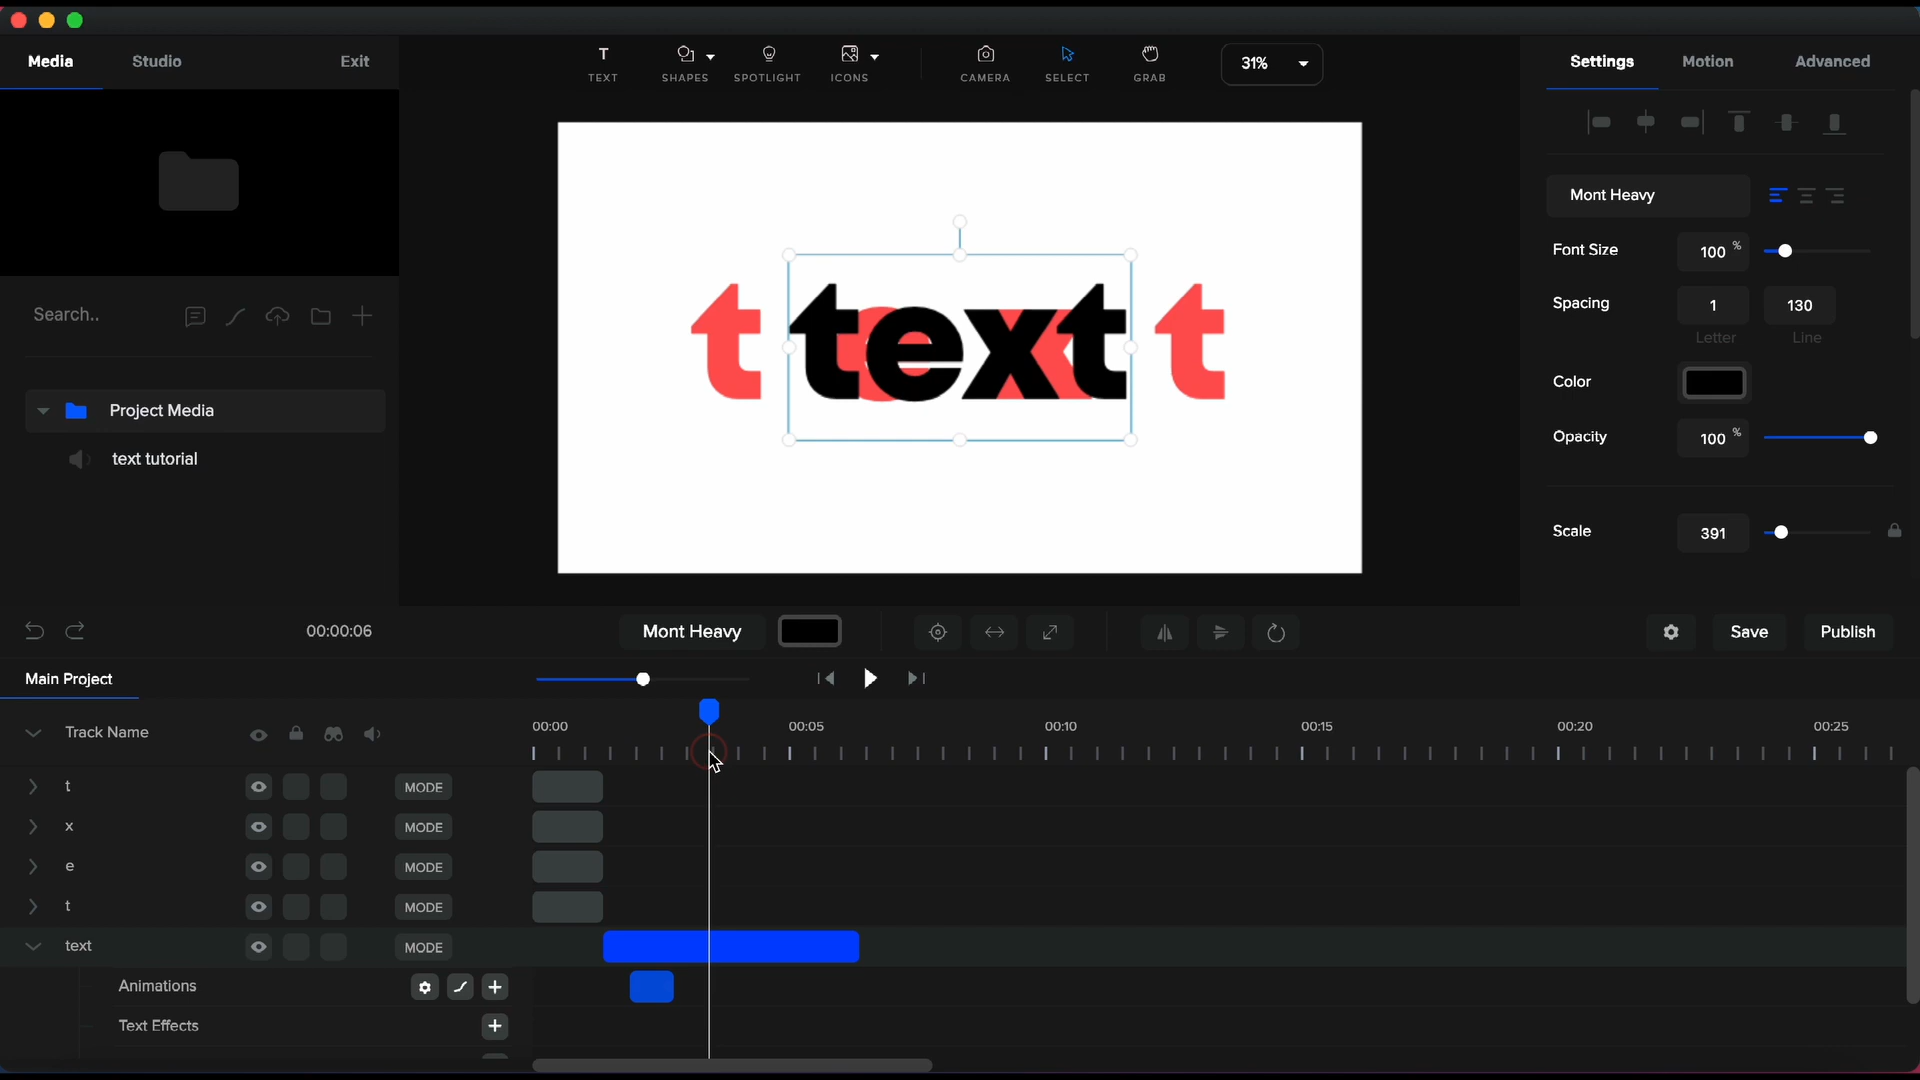 Media Studio Exit
TEXT SHAPES SPOTLIGHT ICONS CAMERA SELECT GRAB 31%
Settings Motion Advanced
Mont Heavy
Font Size 100 %
Spacing 1 130
Letter Line
Color
Opacity 100 %
Scale 391
Search..
Project Media
text tutorial
t e x t
text
00:00:06
Mont Heavy
Save Publish
Main Project
Track Name
00:00 00:05 00:10 00:15 00:20 00:25
t MODE
x MODE
e MODE
t MODE
text MODE
Animations
Text Effects